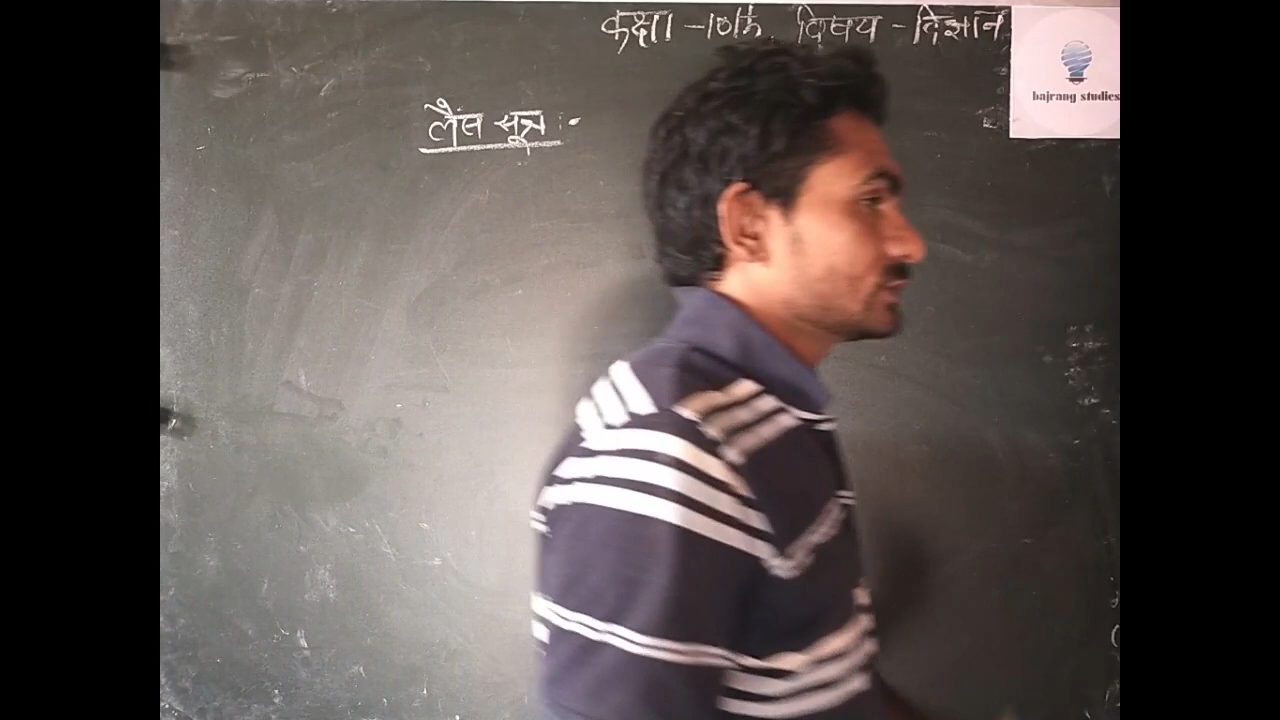 कक्षा -10th विषय - विज्ञान
bajrang studies
लैंस सूत्र :-